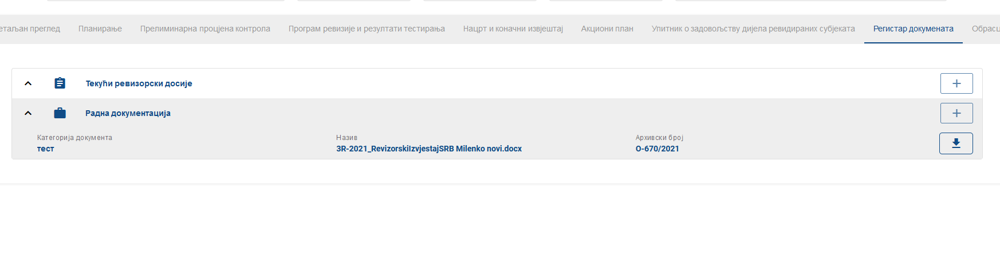 етаљан преглед Планирање Прелиминарна процјена контрола Програм ревизије и резултати тестирања Нацрт и коначни извјештај Акциони план Упитник о задовољству дијела ревидираних субјеката Регистар докумената Обрасц
Текући ревизорски досије
Радна документација
Категорија документа Назив Архивски број
тест 3R-2021_RevizorskiIzvjestajSRB Milenko novi.docx О-670/2021